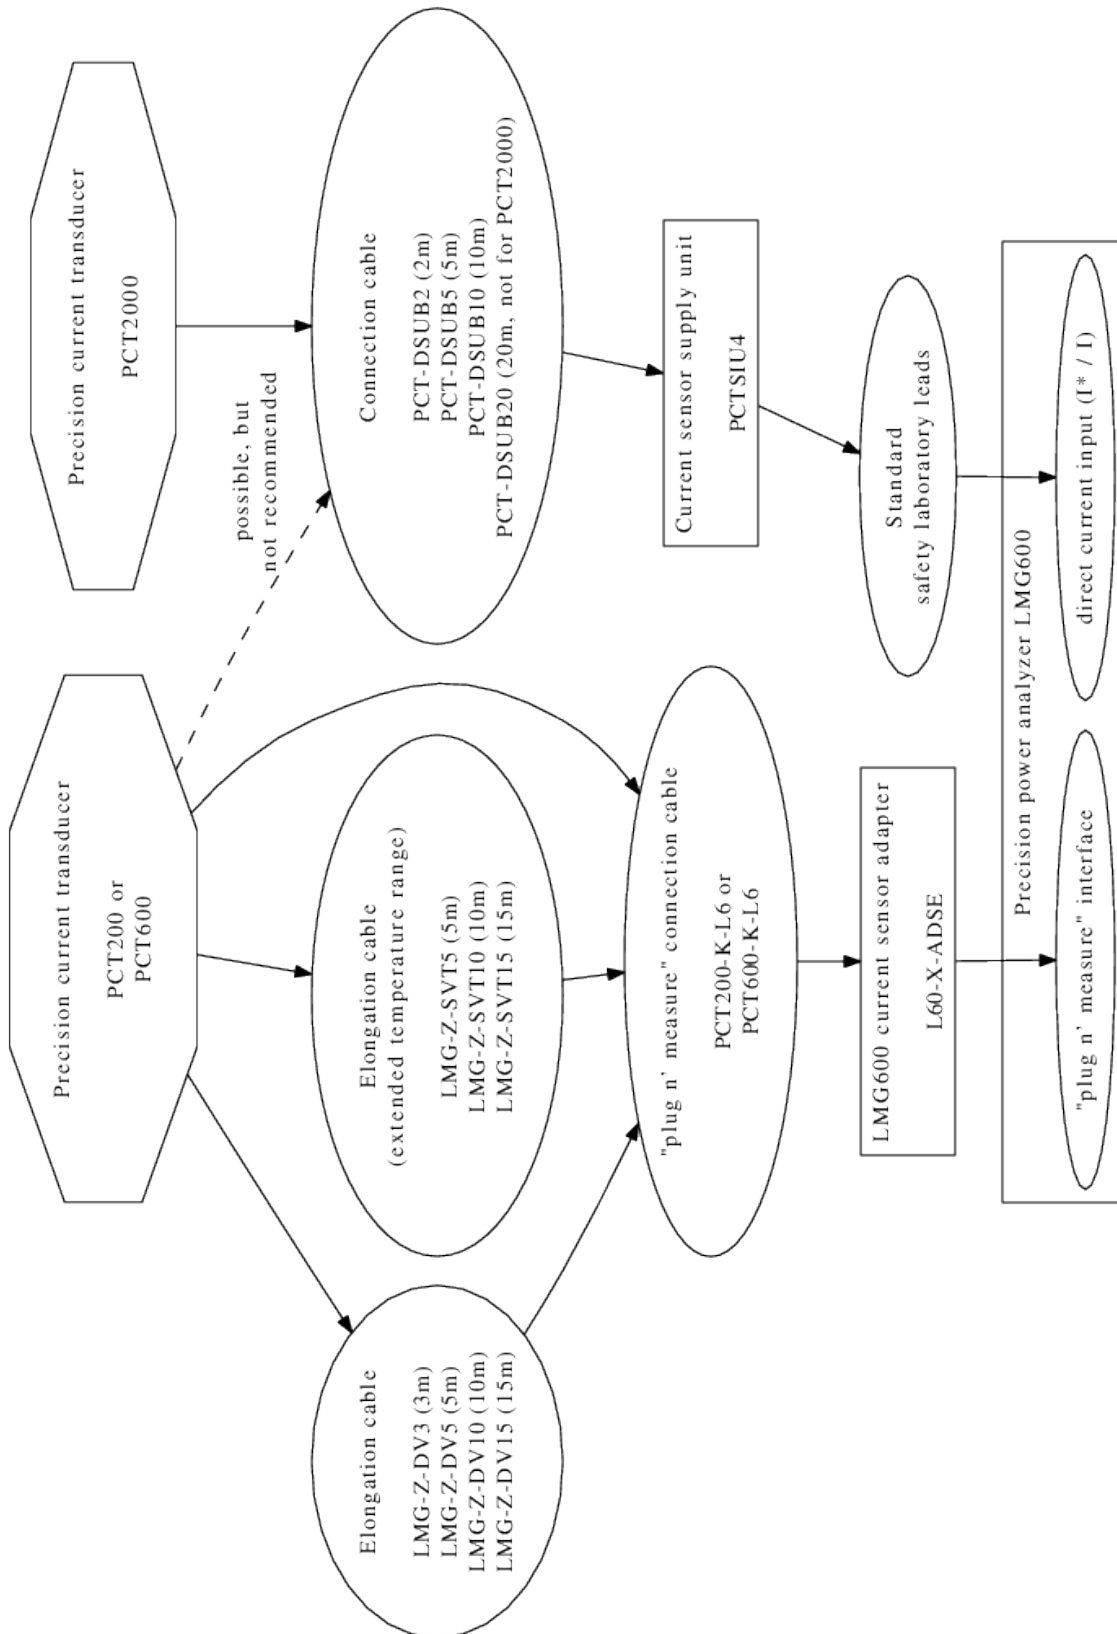 Precision current transducer
PCT200 or
PCT600
Precision current transducer
PCT2000
possible, but
not recommended
Elongation cable
LMG-Z-DV3 (3m)
LMG-Z-DV5 (5m)
LMG-Z-DV10 (10m)
LMG-Z-DV15 (15m)
Elongation cable
(extended temperature range)
LMG-Z-SVT5 (5m)
LMG-Z-SVT10 (10m)
LMG-Z-SVT15 (15m)
Connection cable
PCT-DSUB2 (2m)
PCT-DSUB5 (5m)
PCT-DSUB10 (10m)
PCT-DSUB20 (20m, not for PCT2000)
"plug n' measure" connection cable
PCT200-K-L6 or
PCT600-K-L6
Current sensor supply unit
PCTSIU4
LMG600 current sensor adapter
L60-X-ADSE
Standard
safety laboratory leads
Precision power analyzer LMG600
"plug n' measure" interface
direct current input (I* / I)